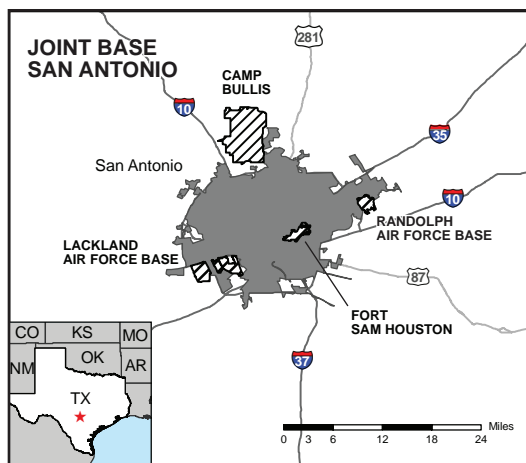 JOINT BASE
SAN ANTONIO
281
CAMP
BULLIS
10
35
San Antonio
10
RANDOLPH
AIR FORCE BASE
LACKLAND
AIR FORCE BASE
87
FORT
SAM HOUSTON
CO KS MO
OK
NM AR
TX
37
Miles
0 3 6 12 18 24